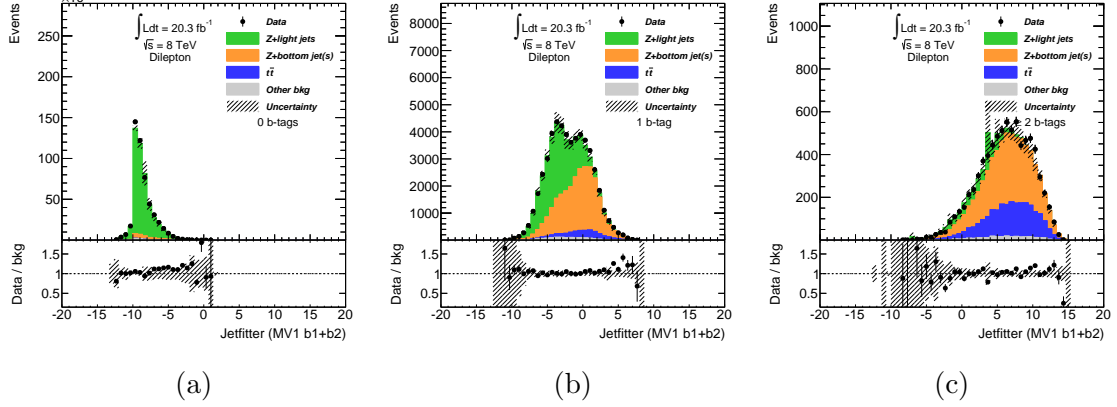 Events
250
200
150
100
50
∫ Ldt = 20.3 fb⁻¹
√s = 8 TeV
Dilepton
Data
Z+light jets
Z+bottom jet(s)
tt̄
Other bkg
Uncertainty
0 b-tags
Data / bkg
1.5
1
0.5
-20 -15 -10 -5 0 5 10 15 20
Jetfitter (MV1 b1+b2)
(a)
Events
8000
7000
6000
5000
4000
3000
2000
1000
∫ Ldt = 20.3 fb⁻¹
√s = 8 TeV
Dilepton
Data
Z+light jets
Z+bottom jet(s)
tt̄
Other bkg
Uncertainty
1 b-tag
Data / bkg
1.5
1
0.5
-20 -15 -10 -5 0 5 10 15 20
Jetfitter (MV1 b1+b2)
(b)
Events
1000
800
600
400
200
∫ Ldt = 20.3 fb⁻¹
√s = 8 TeV
Dilepton
Data
Z+light jets
Z+bottom jet(s)
tt̄
Other bkg
Uncertainty
2 b-tags
Data / bkg
1.5
1
0.5
-20 -15 -10 -5 0 5 10 15 20
Jetfitter (MV1 b1+b2)
(c)